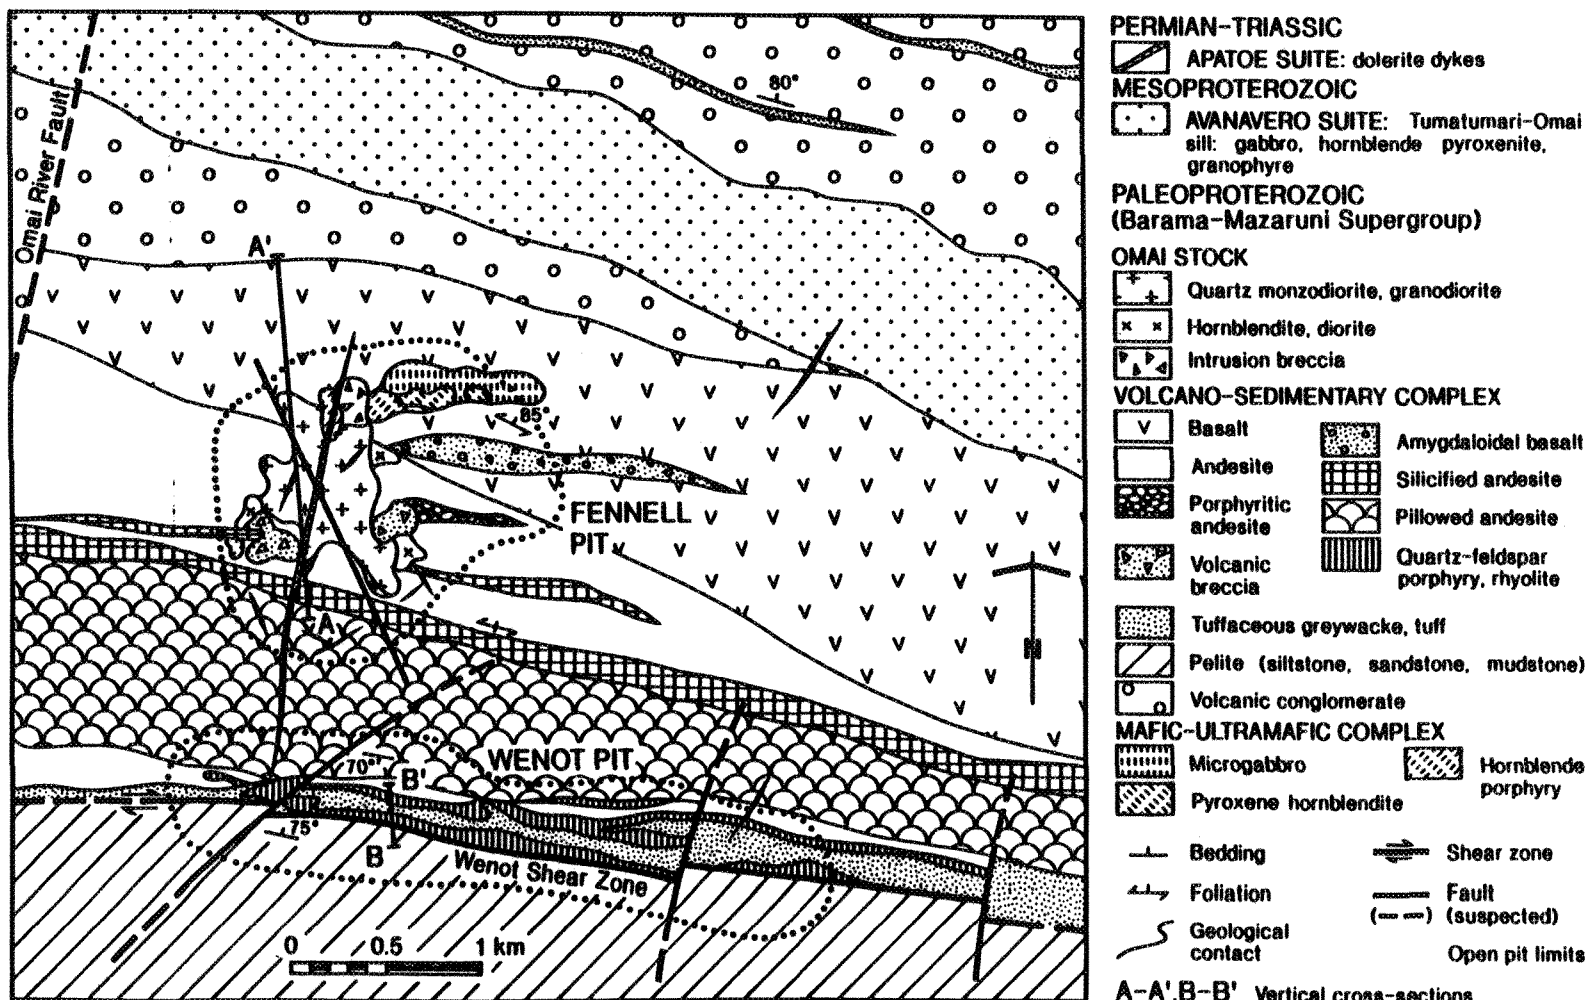 Omai River Fault
A'
80°
85
FENNELL
PIT
A
N
WENOT PIT
70°
B'
75°
B
Wenot Shear Zone
0 0.5 1 km
PERMIAN-TRIASSIC
APATOE SUITE: dolerite dykes
MESOPROTEROZOIC
AVANAVERO SUITE: Tumatumari-Omai
sill: gabbro, hornblende pyroxenite,
granophyre
PALEOPROTEROZOIC
(Barama-Mazaruni Supergroup)
OMAI STOCK
Quartz monzodiorite, granodiorite
Hornblendite, diorite
Intrusion breccia
VOLCANO-SEDIMENTARY COMPLEX
Basalt
Andesite
Porphyritic
andesite
Volcanic
breccia
Amygdaloidal basalt
Silicified andesite
Pillowed andesite
Quartz-feldspar
porphyry, rhyolite
Tuffaceous greywacke, tuff
Pelite (siltstone, sandstone, mudstone)
Volcanic conglomerate
MAFIC-ULTRAMAFIC COMPLEX
Microgabbro
Pyroxene hornblendite
Hornblende
porphyry
Bedding
Foliation
Geological
contact
Shear zone
Fault
(suspected)
Open pit limits
A-A',B-B' Vertical cross-sections